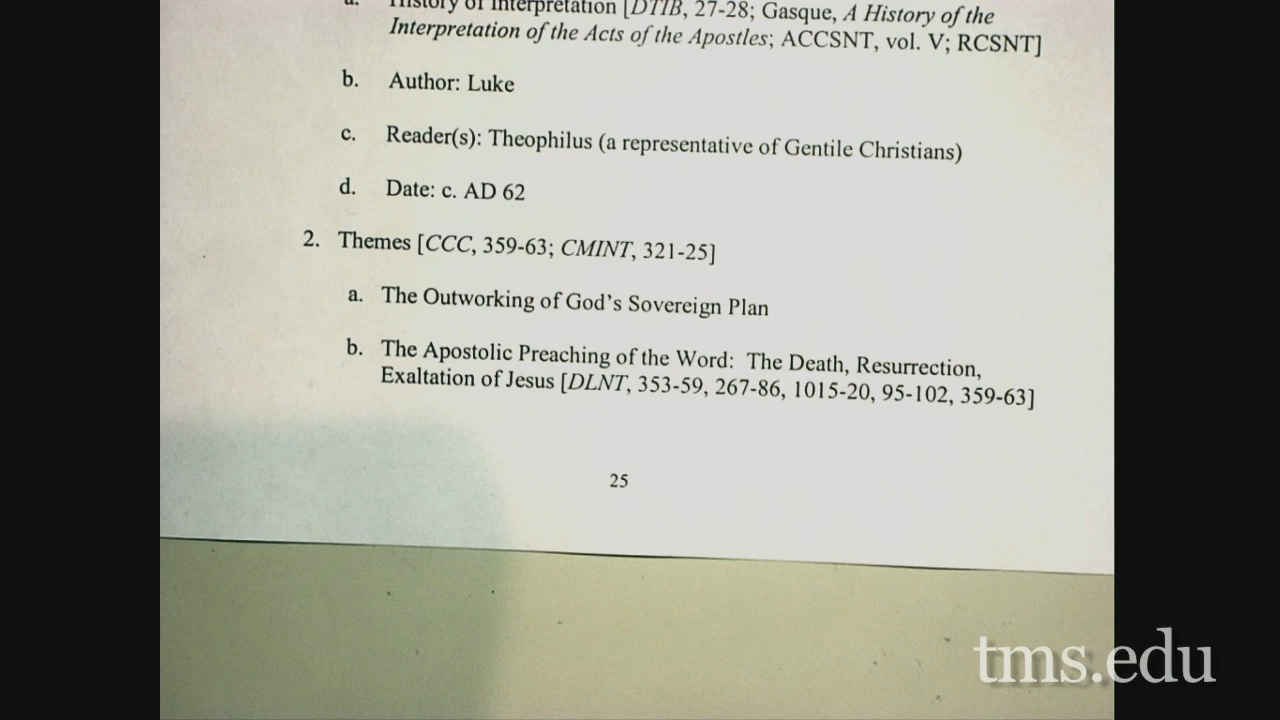 a. History of Interpretation [DTIB, 27-28; Gasque, A History of the
Interpretation of the Acts of the Apostles; ACCSNT, vol. V; RCSNT]
b. Author: Luke
c. Reader(s): Theophilus (a representative of Gentile Christians)
d. Date: c. AD 62
2. Themes [CCC, 359-63; CMINT, 321-25]
a. The Outworking of God's Sovereign Plan
b. The Apostolic Preaching of the Word: The Death, Resurrection,
Exaltation of Jesus [DLNT, 353-59, 267-86, 1015-20, 95-102, 359-63]
25
tms.edu